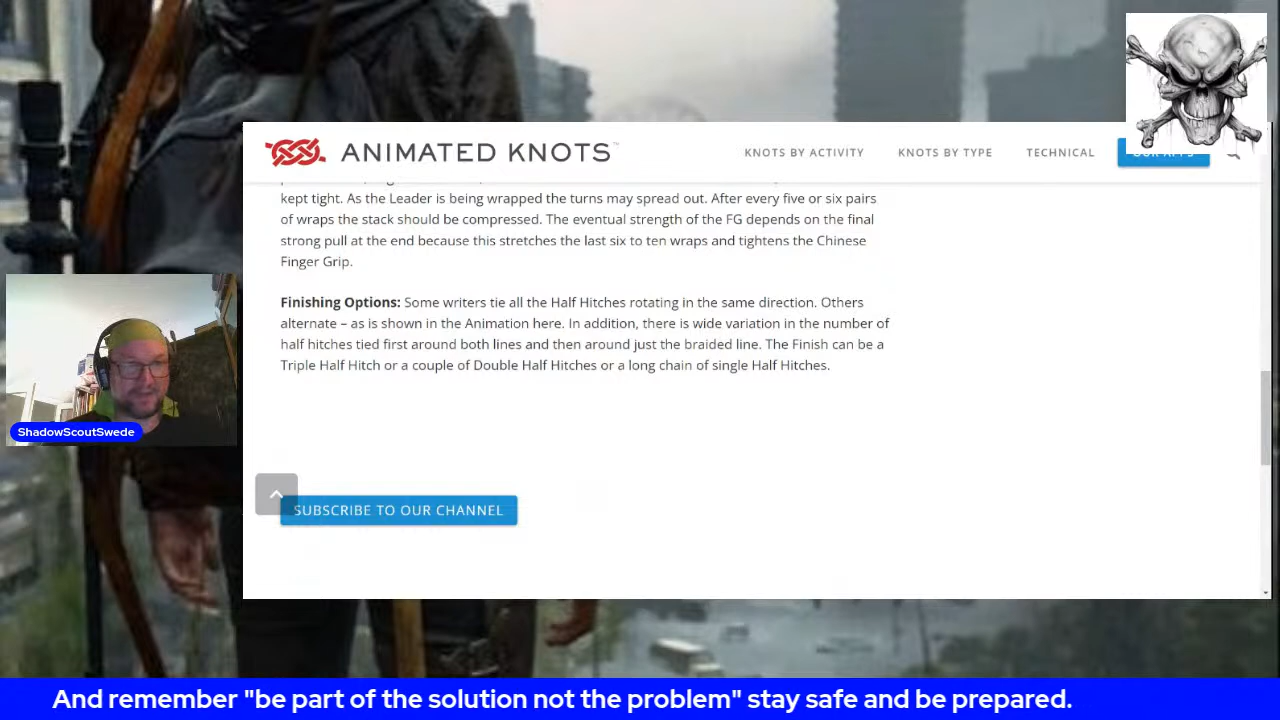 ANIMATED KNOTS™
KNOTS BY ACTIVITY
KNOTS BY TYPE
TECHNICAL
kept tight. As the Leader is being wrapped the turns may spread out. After every five or six pairs
of wraps the stack should be compressed. The eventual strength of the FG depends on the final
strong pull at the end because this stretches the last six to ten wraps and tightens the Chinese
Finger Grip.
Finishing Options: Some writers tie all the Half Hitches rotating in the same direction. Others
alternate – as is shown in the Animation here. In addition, there is wide variation in the number of
half hitches tied first around both lines and then around just the braided line. The Finish can be a
Triple Half Hitch or a couple of Double Half Hitches or a long chain of single Half Hitches.
ShadowScoutSwede
SUBSCRIBE TO OUR CHANNEL
And remember "be part of the solution not the problem" stay safe and be prepared.